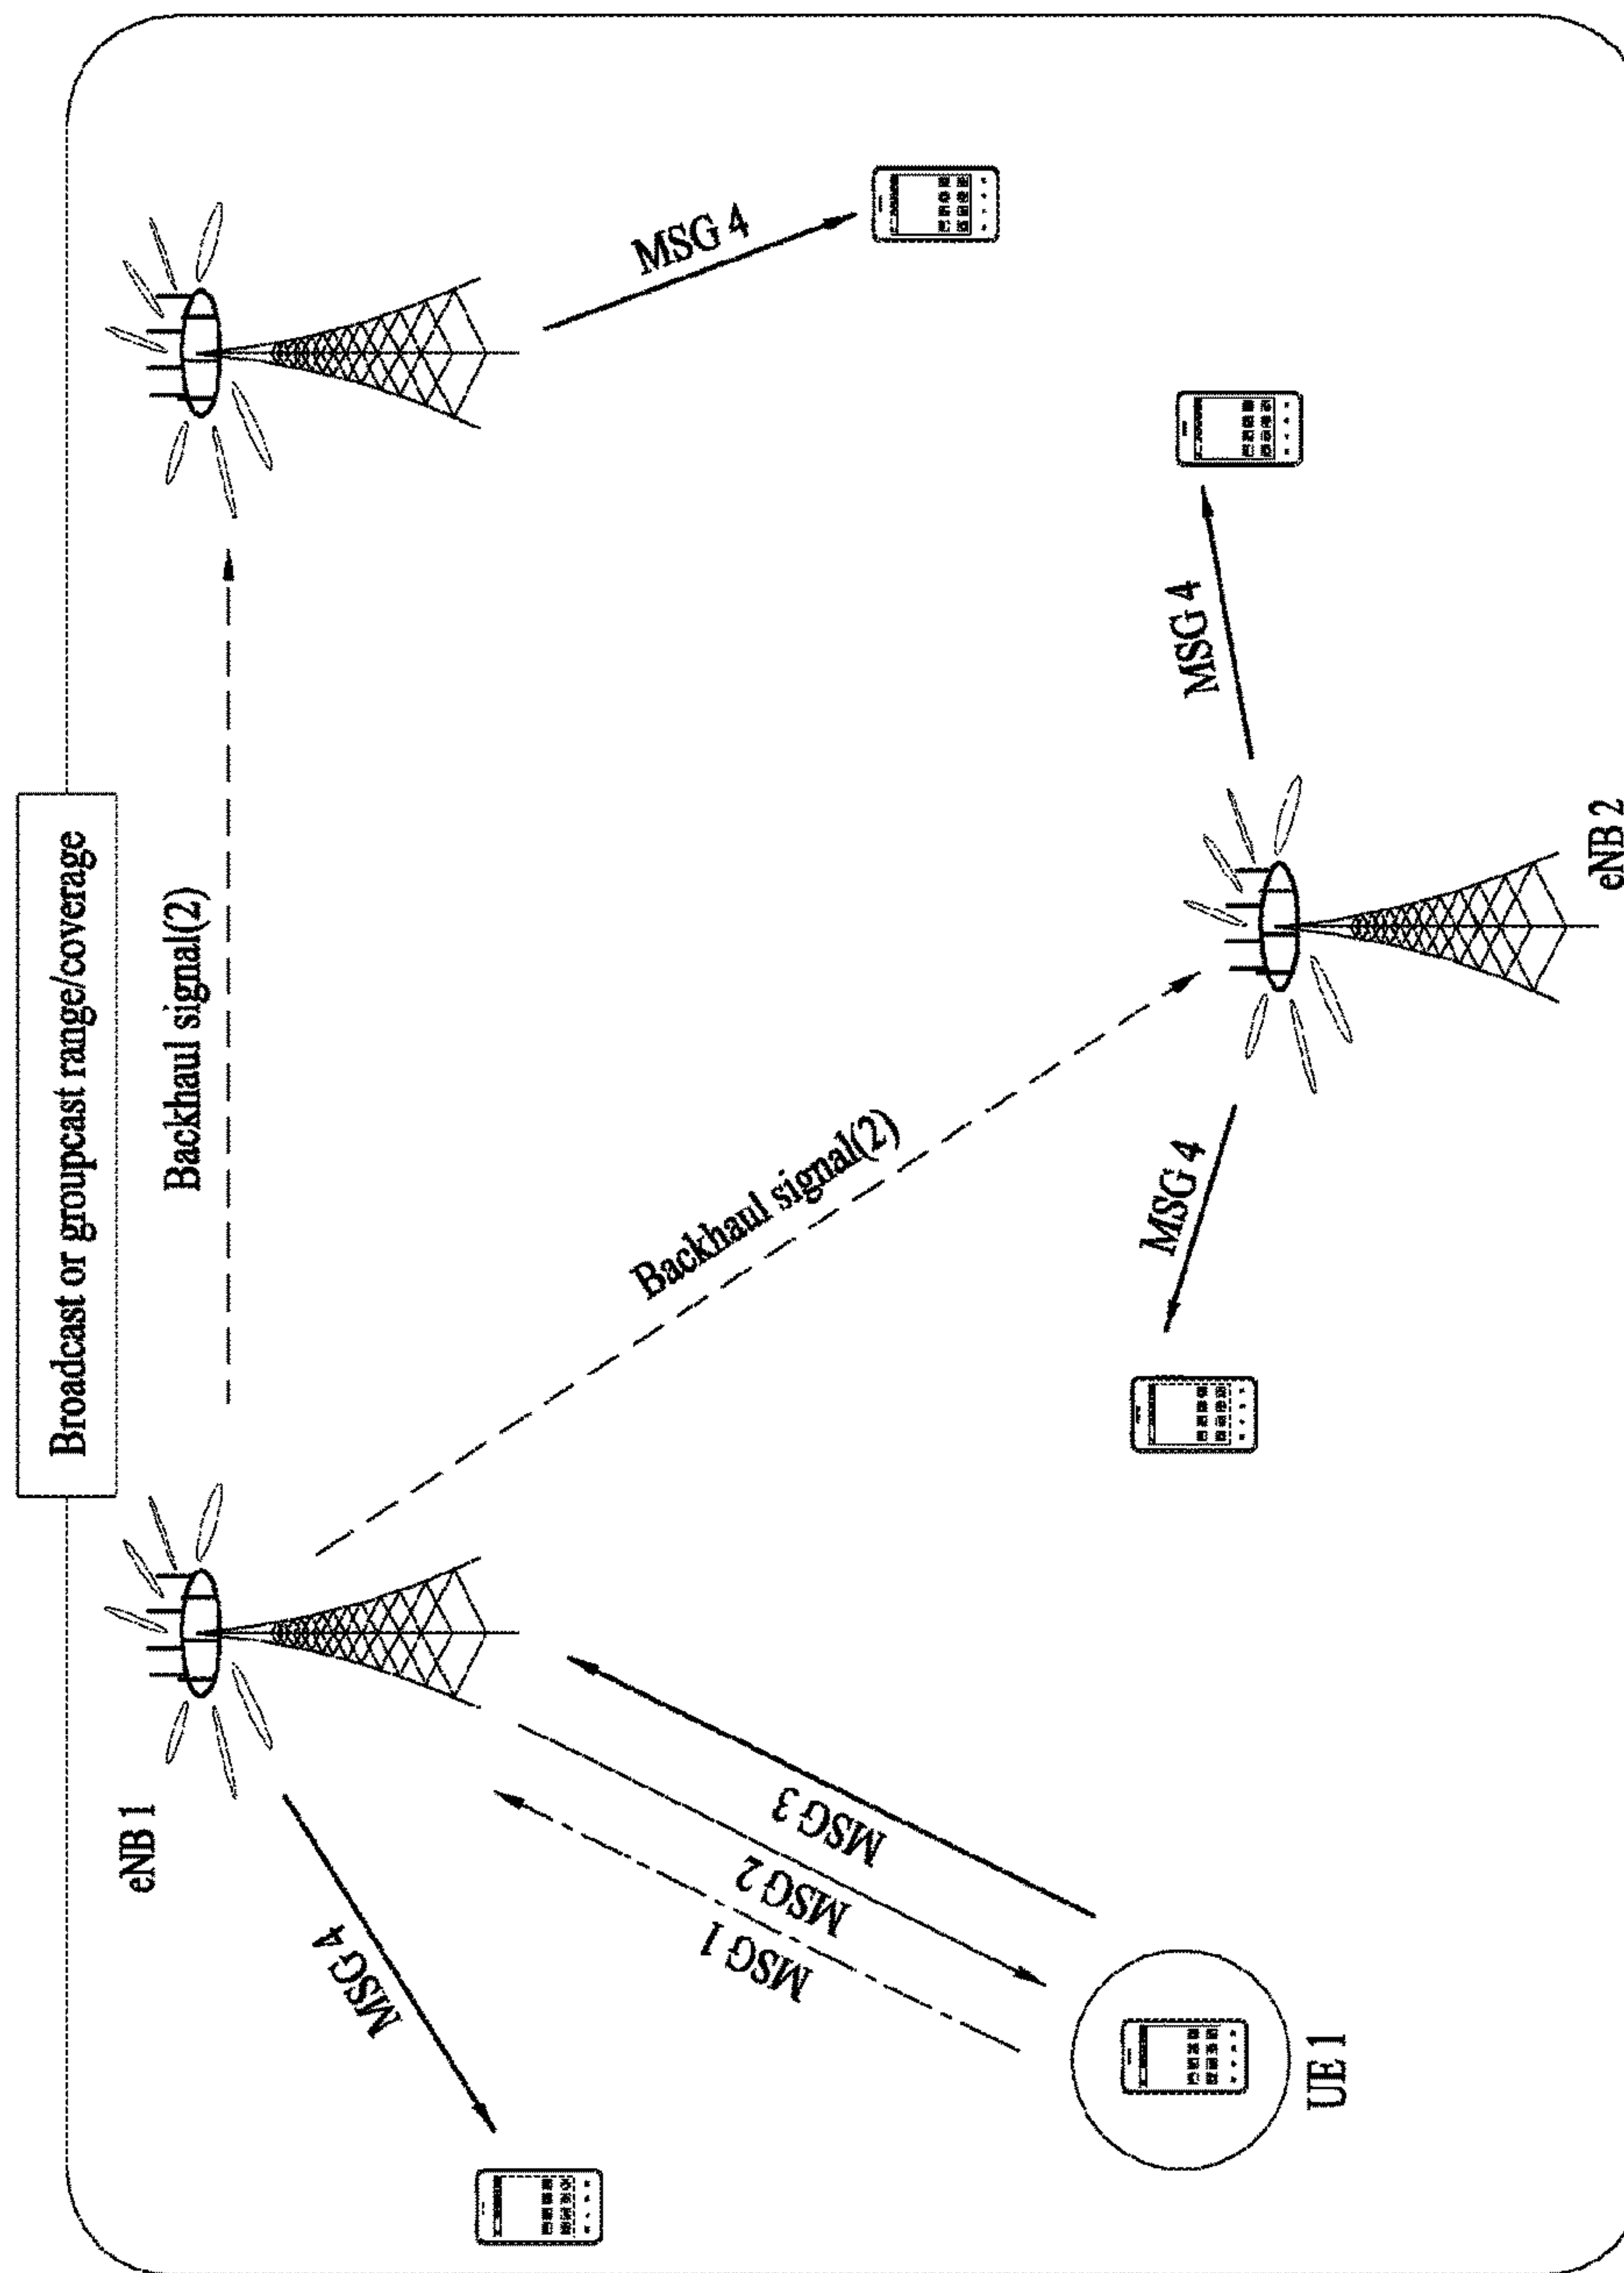 Broadcast or groupcast range/coverage
eNB 1
Backhaul signal(2)
MSG 4
MSG 4
Backhaul signal(2)
MSG 1
MSG 2
MSG 3
MSG 4
MSG 4
UE 1
eNB 2